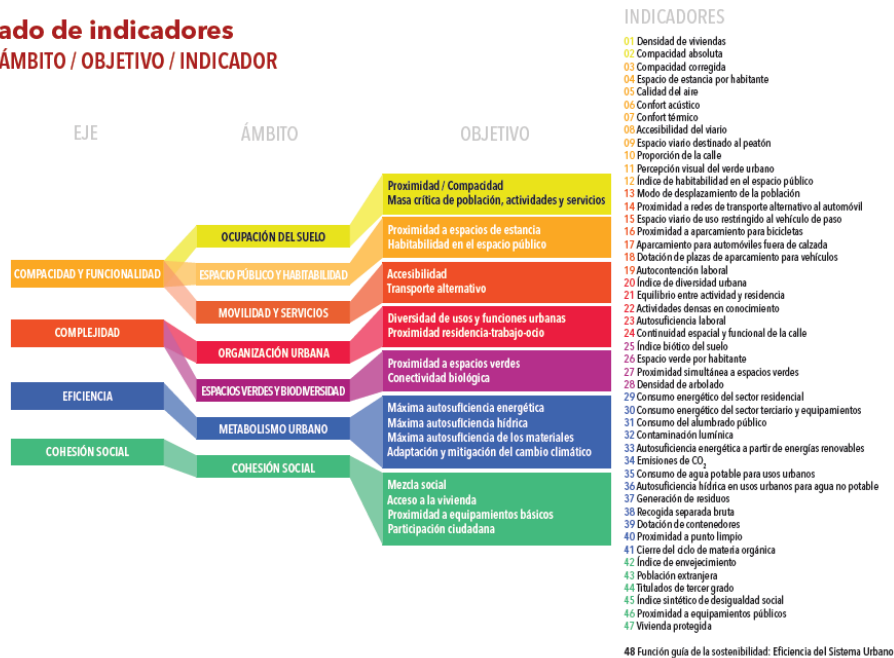 ado de indicadores
ÁMBITO / OBJETIVO / INDICADOR
EJE
ÁMBITO
OBJETIVO
COMPACIDAD Y FUNCIONALIDAD
COMPLEJIDAD
EFICIENCIA
COHESIÓN SOCIAL
OCUPACIÓN DEL SUELO
ESPACIO PÚBLICO Y HABITABILIDAD
MOVILIDAD Y SERVICIOS
ORGANIZACIÓN URBANA
ESPACIOS VERDES Y BIODIVERSIDAD
METABOLISMO URBANO
COHESIÓN SOCIAL
Proximidad / Compacidad
Masa crítica de población, actividades y servicios
Proximidad a espacios de estancia
Habitabilidad en el espacio público
Accesibilidad
Transporte alternativo
Diversidad de usos y funciones urbanas
Proximidad residencia-trabajo-ocio
Proximidad a espacios verdes
Conectividad biológica
Máxima autosuficiencia energética
Máxima autosuficiencia hídrica
Máxima autosuficiencia de los materiales
Adaptación y mitigación del cambio climático
Mezcla social
Acceso a la vivienda
Proximidad a equipamientos básicos
Participación ciudadana
INDICADORES
01 Densidad de viviendas
02 Compacidad absoluta
03 Compacidad corregida
04 Espacio de estancia por habitante
05 Calidad del aire
06 Confort acústico
07 Confort térmico
08 Accesibilidad del viario
09 Espacio viario destinado al peatón
10 Proporción de la calle
11 Percepción visual del verde urbano
12 Índice de habitabilidad en el espacio público
13 Modo de desplazamiento de la población
14 Proximidad a redes de transporte alternativo al automóvil
15 Espacio viario de uso restringido al vehículo de paso
16 Proximidad a aparcamiento para bicicletas
17 Aparcamiento para automóviles fuera de calzada
18 Dotación de plazas de aparcamiento para vehículos
19 Autocontención laboral
20 Índice de diversidad urbana
21 Equilibrio entre actividad y residencia
22 Actividades densas en conocimiento
23 Autosuficiencia laboral
24 Continuidad espacial y funcional de la calle
25 Índice biótico del suelo
26 Espacio verde por habitante
27 Proximidad simultánea a espacios verdes
28 Densidad de arbolado
29 Consumo energético del sector residencial
30 Consumo energético del sector terciario y equipamientos
31 Consumo del alumbrado público
32 Contaminación lumínica
33 Autosuficiencia energética a partir de energías renovables
34 Emisiones de CO₂
35 Consumo de agua potable para usos urbanos
36 Autosuficiencia hídrica en usos urbanos para agua no potable
37 Generación de residuos
38 Recogida separada bruta
39 Dotación de contenedores
40 Proximidad a punto limpio
41 Cierre del ciclo de materia orgánica
42 Índice de envejecimiento
43 Población extranjera
44 Titulados de tercer grado
45 Índice sintético de desigualdad social
46 Proximidad a equipamientos públicos
47 Vivienda protegida
48 Función guía de la sostenibilidad: Eficiencia del Sistema Urbano